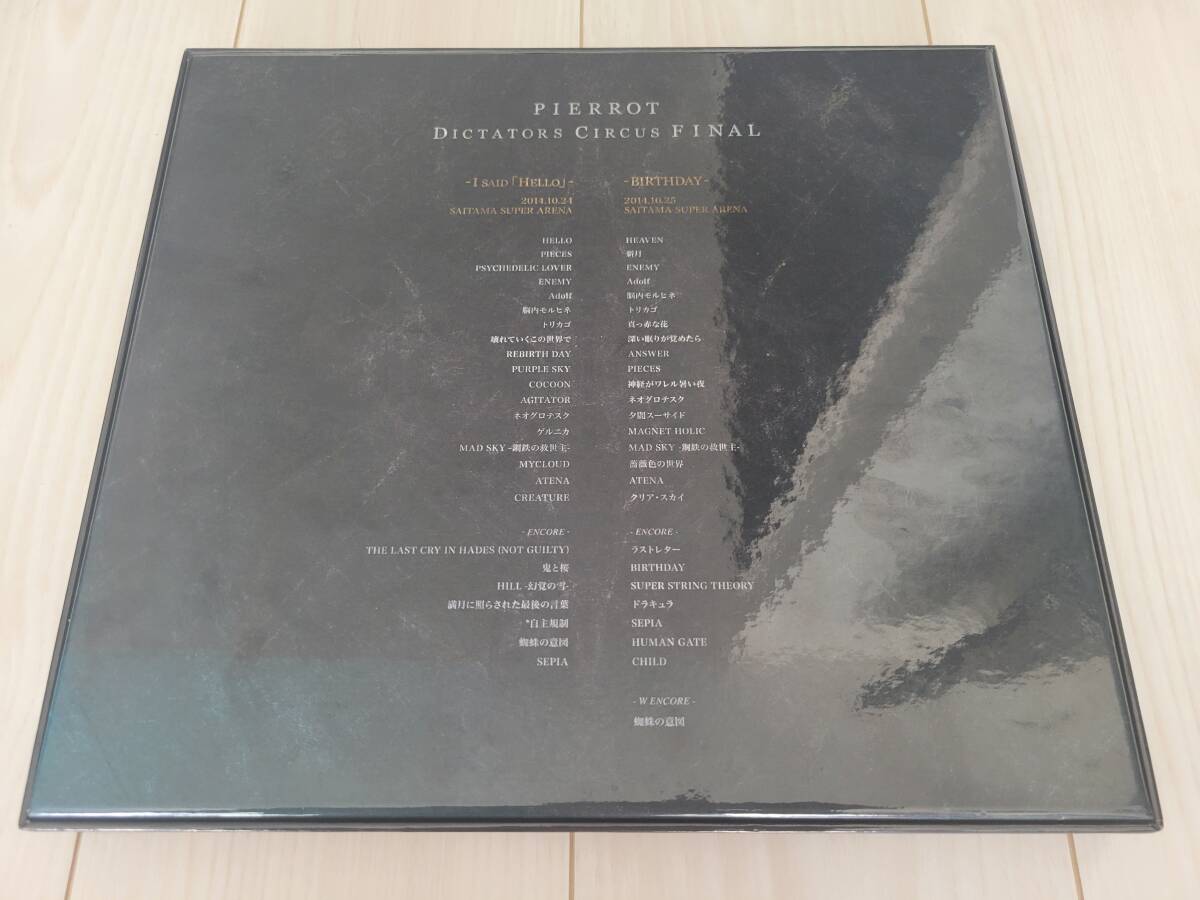 PIERROT
DICTATORS CIRCUS FINAL
-I SAID「HELLO」-
2014.10.24
SAITAMA SUPER ARENA
HELLO
PIECES
PSYCHEDELIC LOVER
ENEMY
Adolf
脳内モルヒネ
トリカゴ
壊れていくこの世界で
REBIRTH DAY
PURPLE SKY
COCOON
AGITATOR
ネオグロテスク
ゲルニカ
MAD SKY -鋼鉄の救世主-
MYCLOUD
ATENA
CREATURE
- ENCORE -
THE LAST CRY IN HADES (NOT GUILTY)
鬼と桜
HILL -幻覚の雪-
満月に照らされた最後の言葉
*自主規制
蜘蛛の意図
SEPIA
-BIRTHDAY-
2014.10.25
SAITAMA SUPER ARENA
HEAVEN
新月
ENEMY
Adolf
脳内モルヒネ
トリカゴ
真っ赤な花
深い眠りが覚めたら
ANSWER
PIECES
神経がワレル暑い夜
ネオグロテスク
夕闇スーサイド
MAGNET HOLIC
MAD SKY -鋼鉄の救世主-
薔薇色の世界
ATENA
クリア・スカイ
- ENCORE -
ラストレター
BIRTHDAY
SUPER STRING THEORY
ドラキュラ
SEPIA
HUMAN GATE
CHILD
- W ENCORE -
蜘蛛の意図